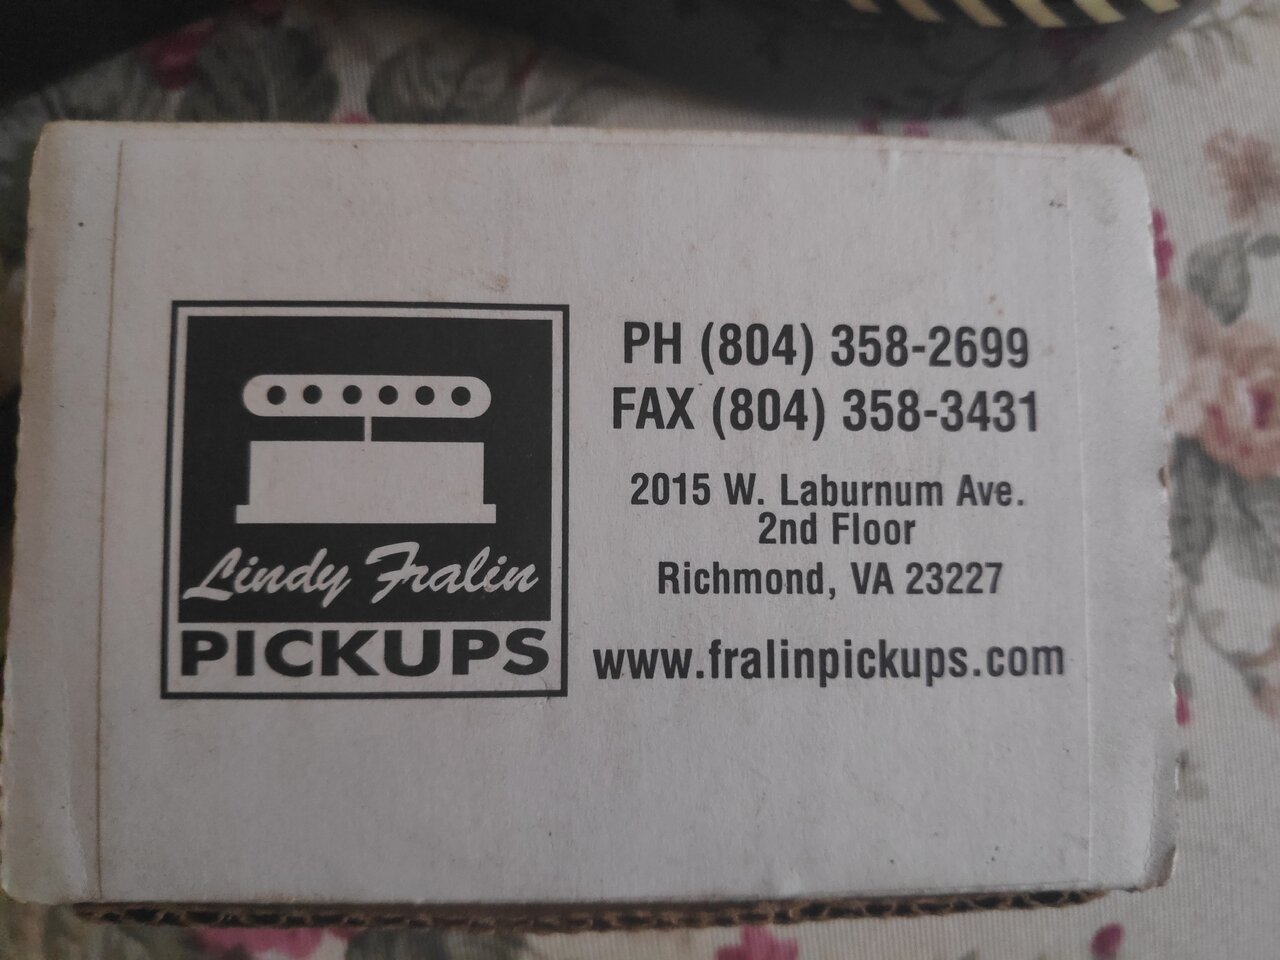 Lindy Fralin
PICKUPS
PH (804) 358-2699
FAX (804) 358-3431
2015 W. Laburnum Ave.
2nd Floor
Richmond, VA 23227
www.fralinpickups.com